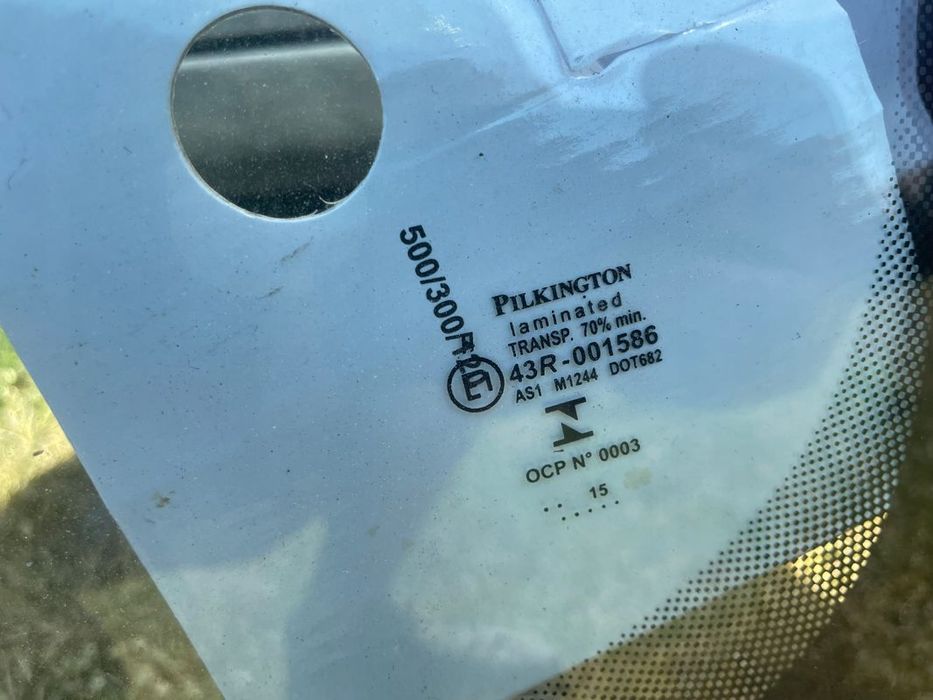 500/300/
PILKINGTON
laminated
TRANSP. 70% min.
43R-001586
AS1 M1244 DOT682
OCP N° 0003
.. 15 ..
.....